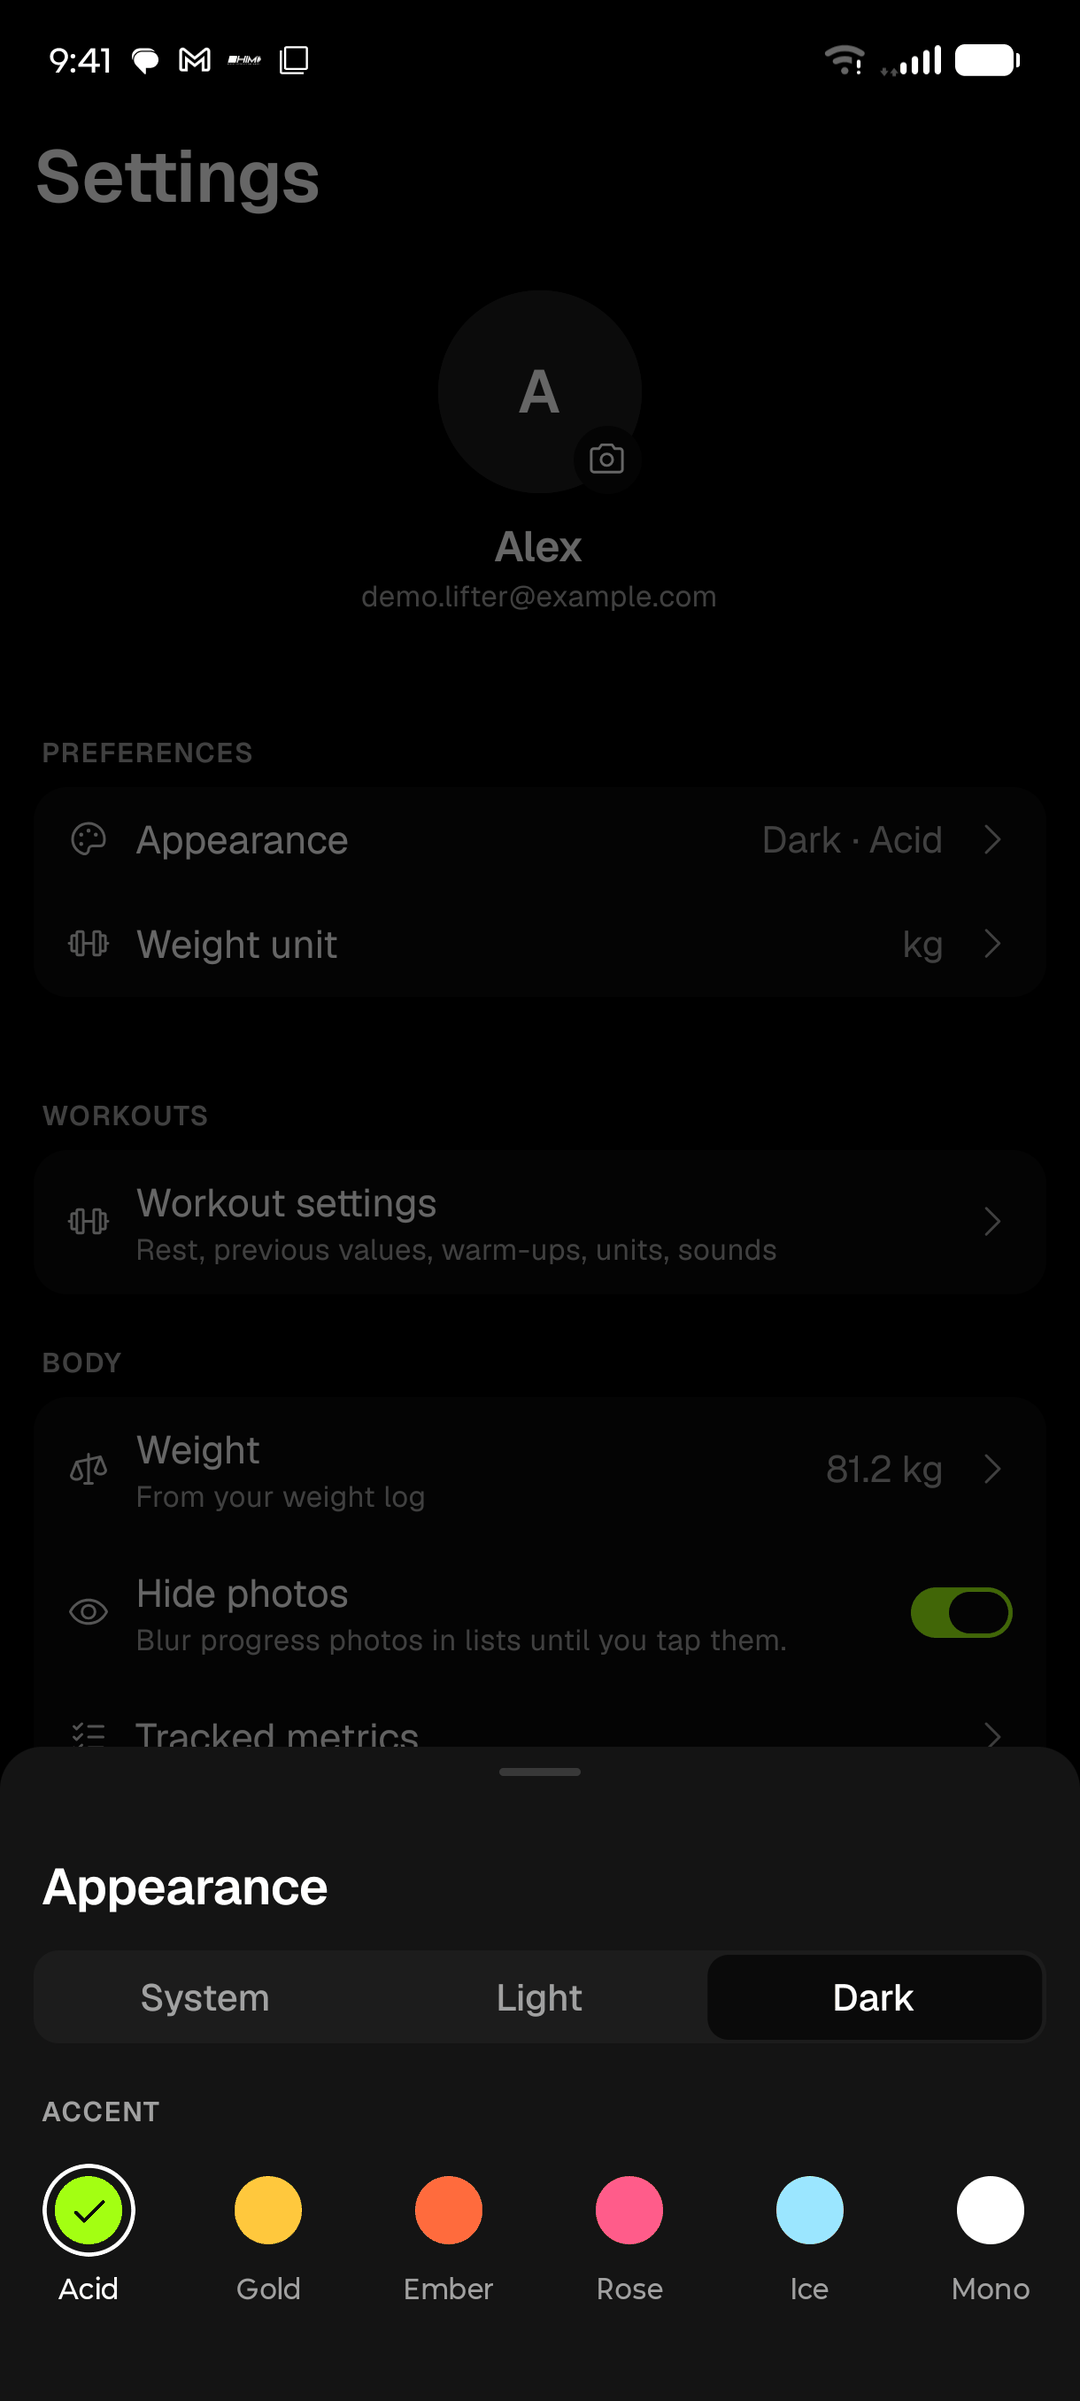 9:41
Settings
A
Alex
demo.lifter@example.com
PREFERENCES
Appearance
Dark · Acid
Weight unit
kg
WORKOUTS
Workout settings
Rest, previous values, warm-ups, units, sounds
BODY
Weight
From your weight log
81.2 kg
Hide photos
Blur progress photos in lists until you tap them.
Tracked metrics
Appearance
System
Light
Dark
ACCENT
Acid
Gold
Ember
Rose
Ice
Mono